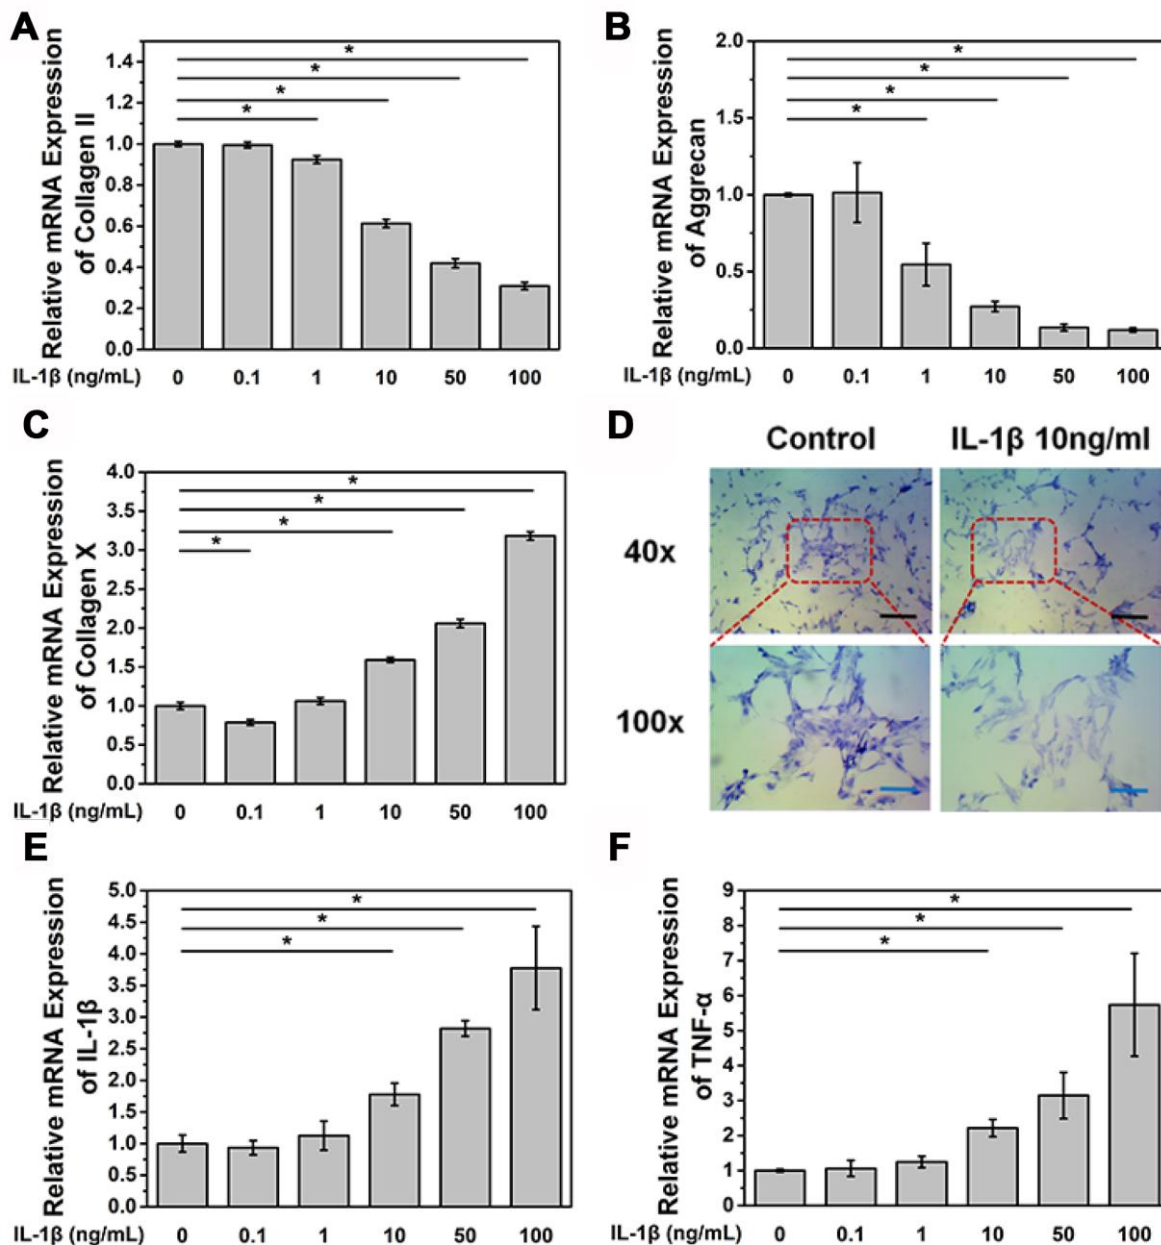 A
Relative mRNA Expression
of Collagen II
1.4
1.2
1.0
0.8
0.6
0.4
0.2
0.0
* * * *
IL-1β (ng/mL) 0 0.1 1 10 50 100
B
Relative mRNA Expression
of Aggrecan
2.0
1.5
1.0
0.5
0.0
* * * *
IL-1β (ng/mL) 0 0.1 1 10 50 100
C
Relative mRNA Expression
of Collagen X
4.0
3.5
3.0
2.5
2.0
1.5
1.0
0.5
0.0
* * * *
IL-1β (ng/mL) 0 0.1 1 10 50 100
D
Control IL-1β 10ng/ml
40x
100x
E
Relative mRNA Expression
of IL-1β
5.0
4.5
4.0
3.5
3.0
2.5
2.0
1.5
1.0
0.5
0.0
* * *
IL-1β (ng/mL) 0 0.1 1 10 50 100
F
Relative mRNA Expression
of TNF-α
9
8
7
6
5
4
3
2
1
0
* * *
IL-1β (ng/mL) 0 0.1 1 10 50 100